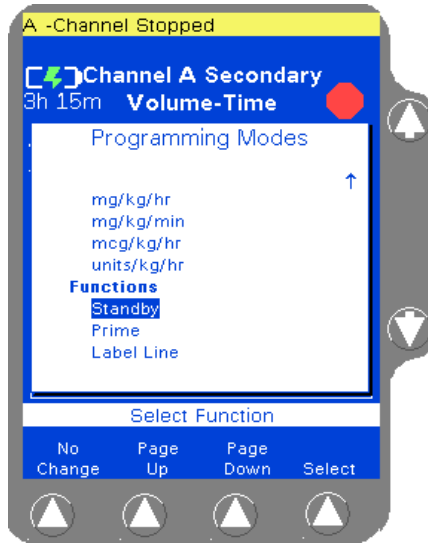 A -Channel Stopped
Channel A Secondary
3h 15m Volume-Time
Programming Modes
↑
mg/kg/hr
mg/kg/min
mcg/kg/hr
units/kg/hr
Functions
Standby
Prime
Label Line
Select Function
No Change Page Up Page Down Select